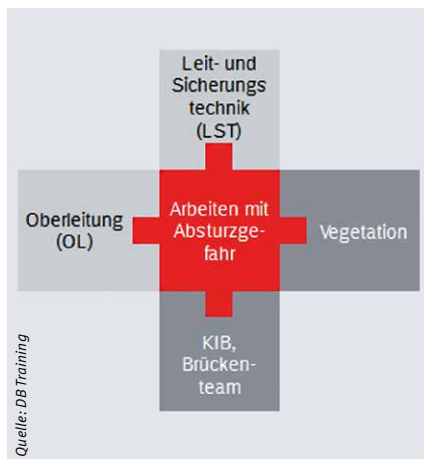 Leit- und
Sicherungs
technik
(LST)
Oberleitung
(OL)
Arbeiten mit
Absturzge-
fahr
Vegetation
KIB,
Brücken-
team
Quelle: DB Training